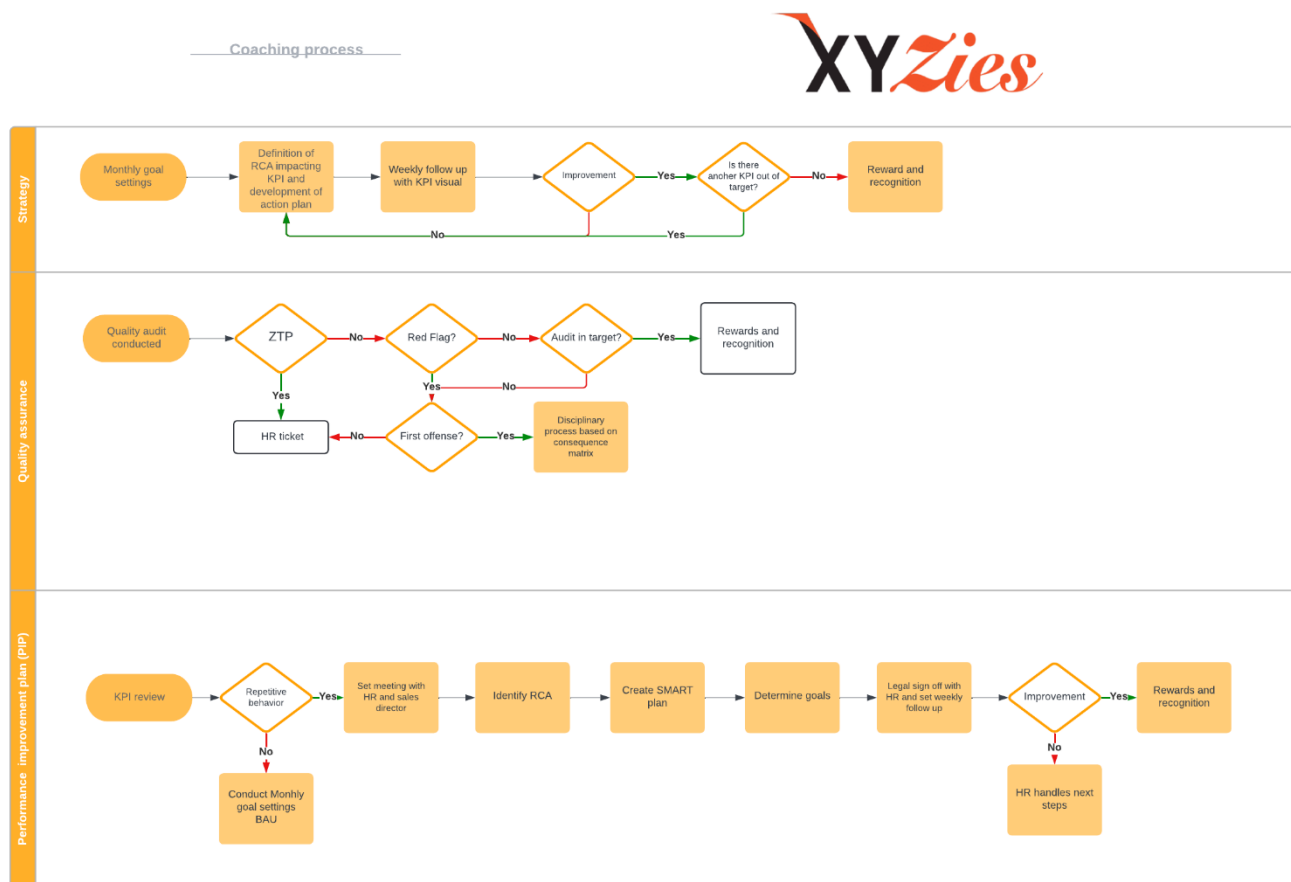 Coaching process
XYZies
Strategy
Monthly goal
settings
Definition of
RCA impacting
KPI and
development of
action plan
Weekly follow up
with KPI visual
Improvement
Yes
Is there
anoher KPI out of
target?
No
Reward and
recognition
No
Yes
Quality assurance
Quality audit
conducted
ZTP
No
Red Flag?
No
Audit in target?
Yes
Rewards and
recognition
Yes
Yes
No
HR ticket
No
First offense?
Yes
Disciplinary
process based on
consequence
matrix
Performance improvement plan (PIP)
KPI review
Repetitive
behavior
Yes
Set meeting with
HR and sales
director
Identify RCA
Create SMART
plan
Determine goals
Legal sign off with
HR and set weekly
follow up
Improvement
Yes
Rewards and
recognition
No
Conduct Monhly
goal settings
BAU
No
HR handles next
steps